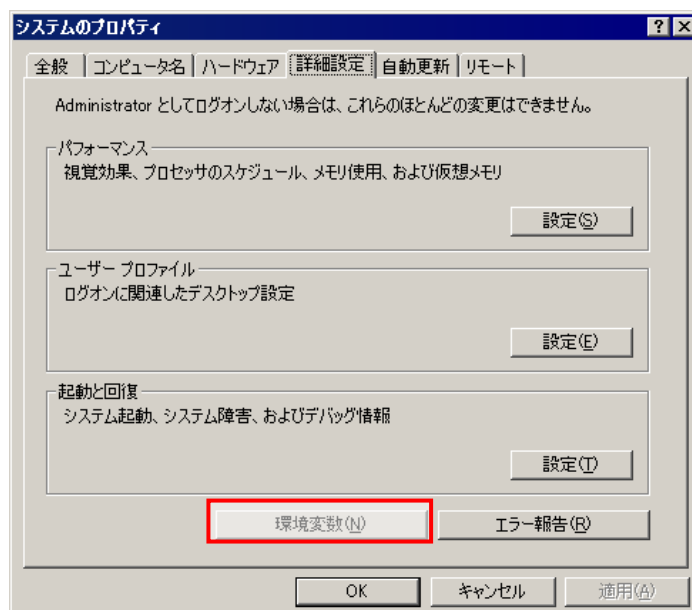 システムのプロパティ
全般 コンピュータ名 ハードウェア 詳細設定 自動更新 リモート
Administrator としてログオンしない場合は、これらのほとんどの変更はできません。
パフォーマンス
視覚効果、プロセッサのスケジュール、メモリ使用、および仮想メモリ
設定(S)
ユーザー プロファイル
ログオンに関連したデスクトップ設定
設定(E)
起動と回復
システム起動、システム障害、およびデバッグ情報
設定(T)
環境変数(N) エラー報告(R)
OK キャンセル 適用(A)